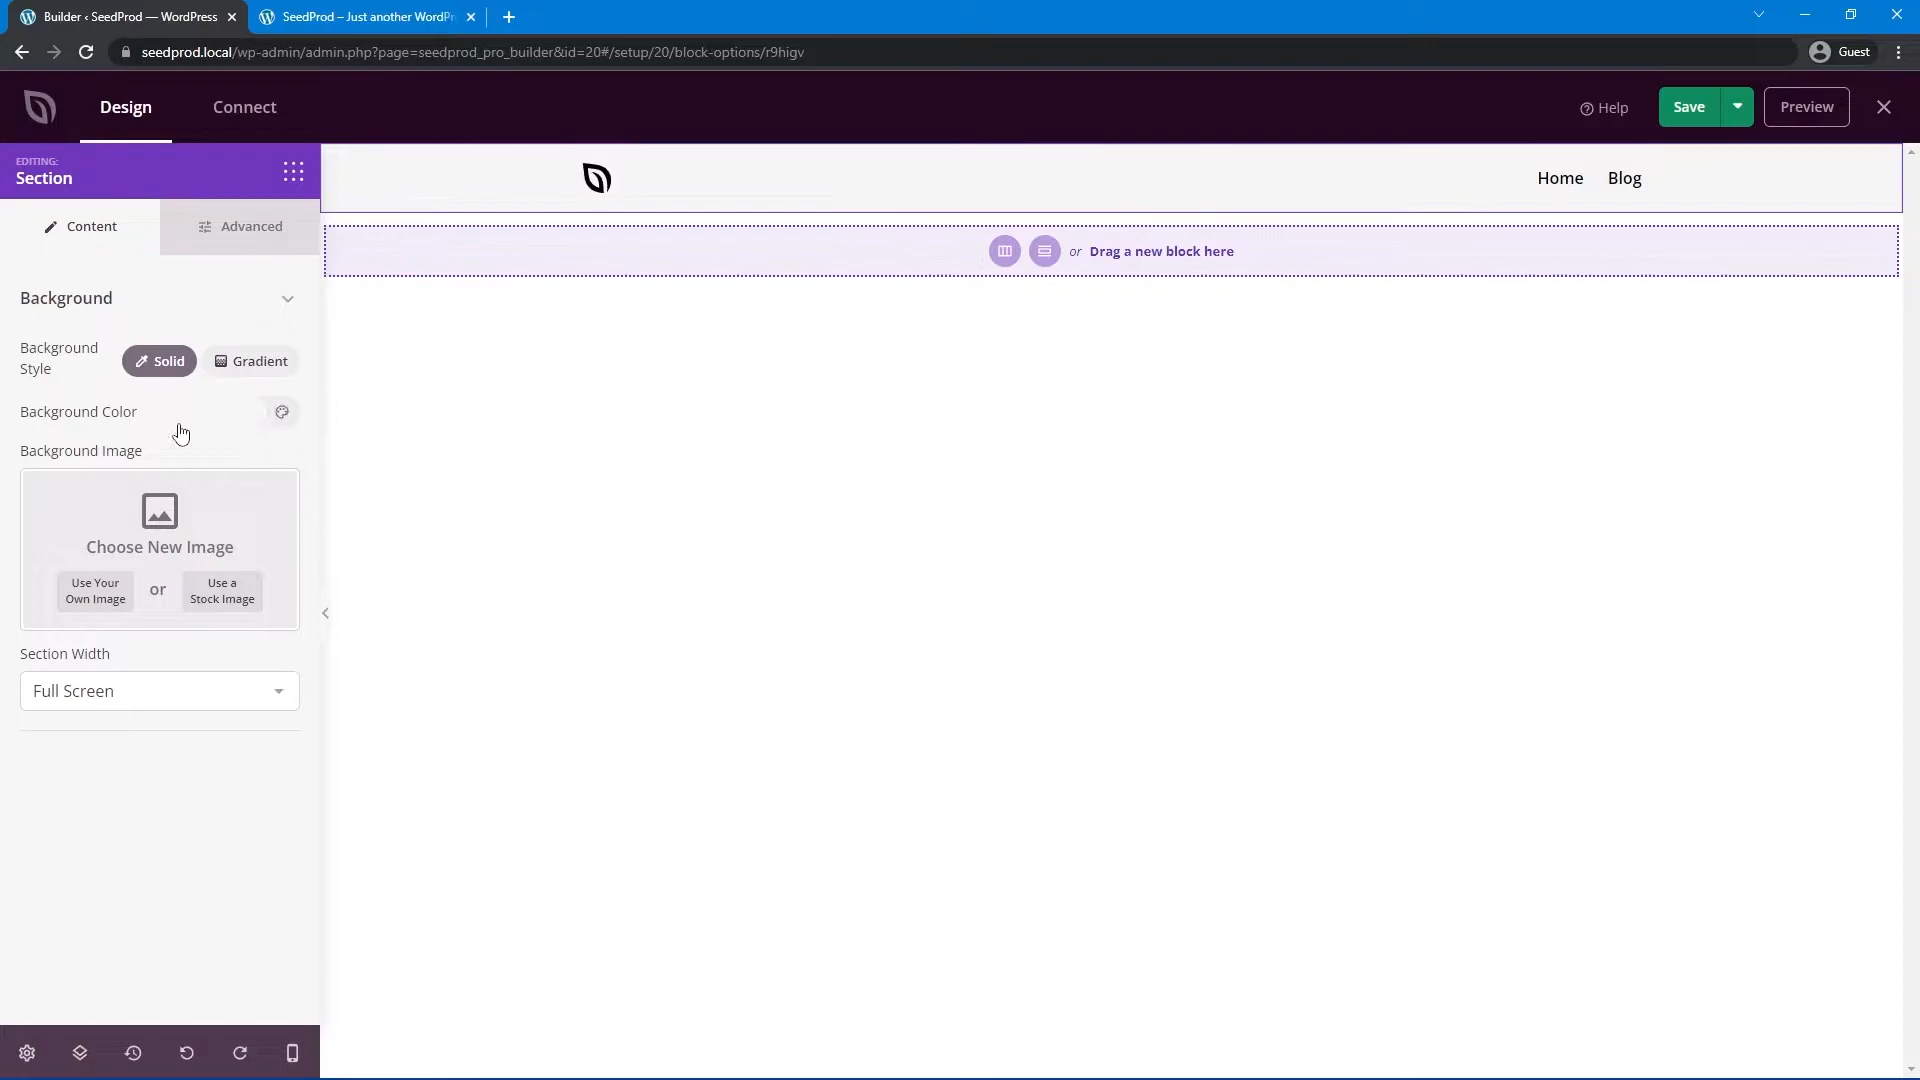 Builder ‹ SeedProd — WordPress
SeedProd – Just another WordPr
seedprod.local/wp-admin/admin.php?page=seedprod_pro_builder&id=20#/setup/20/block-options/r9higv
Guest
Design
Connect
Help
Save
Preview
EDITING:
Section
Home
Blog
Content
Advanced
or
Drag a new block here
Background
Background
Style
Solid
Gradient
Background Color
Background Image
Choose New Image
Use Your
Own Image
or
Use a
Stock Image
Section Width
Full Screen